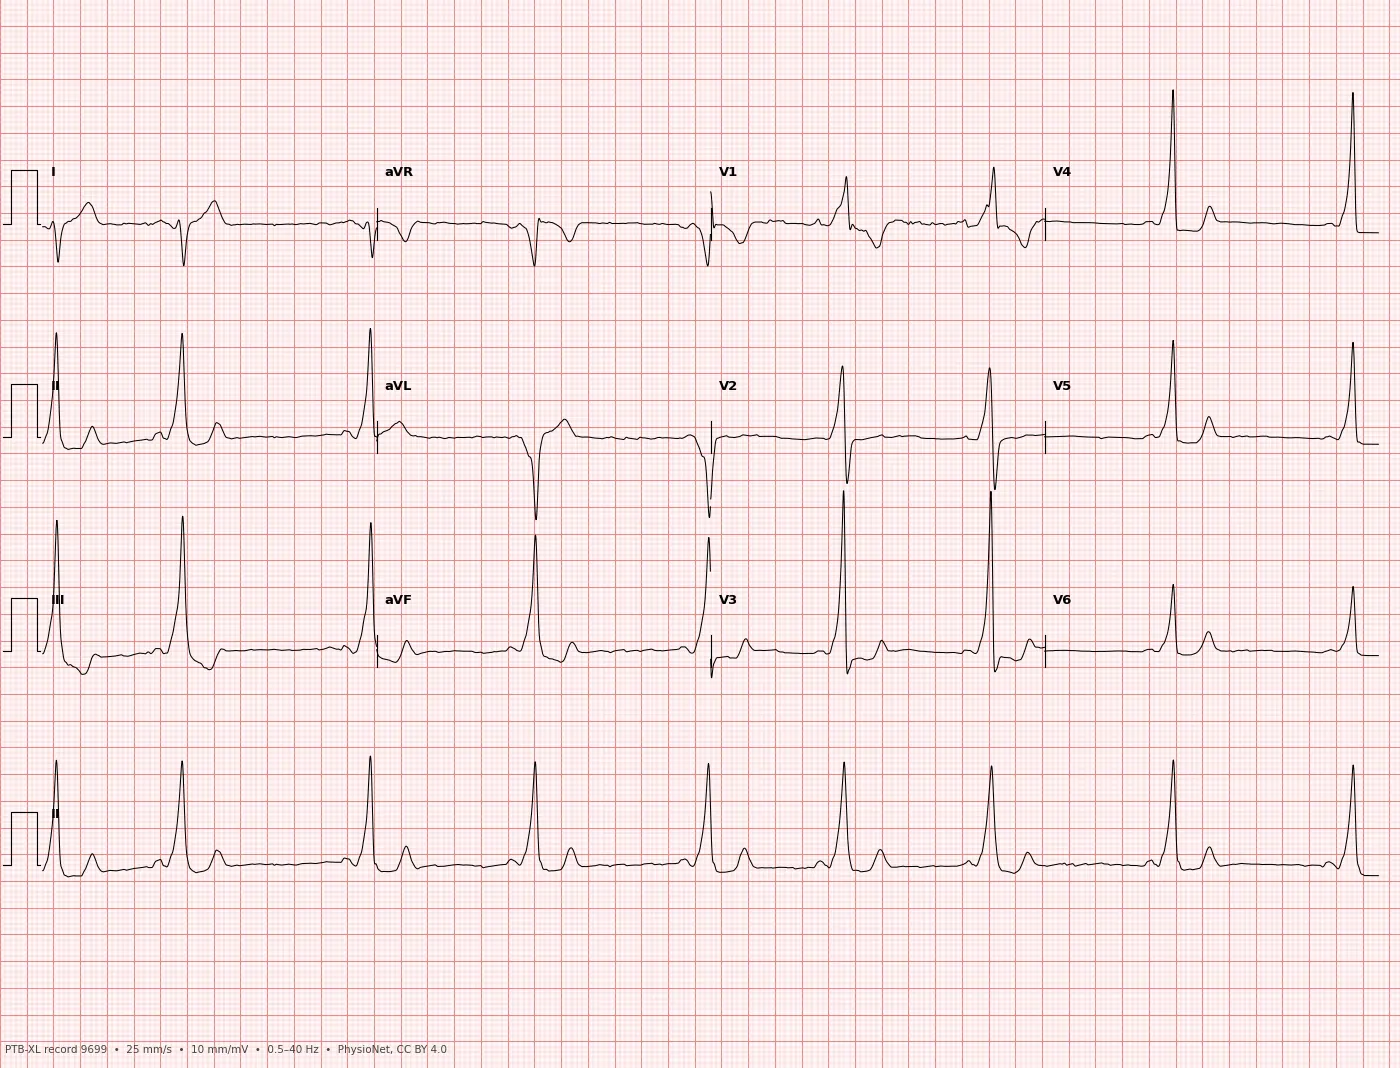 I aVR V1 V4
II aVL V2 V5
III aVF V3 V6
II
PTB-XL record 9699 • 25 mm/s • 10 mm/mV • 0.5–40 Hz • PhysioNet, CC BY 4.0